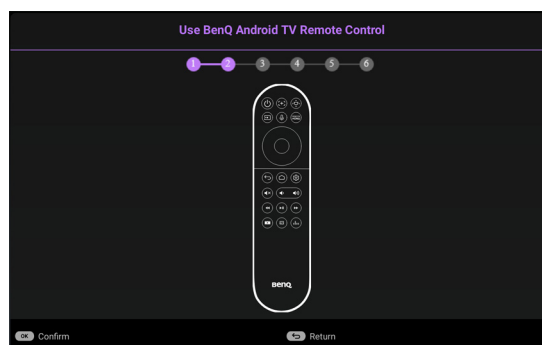 Use BenQ Android TV Remote Control
1 2 3 4 5 6
BenQ
OK Confirm
Return